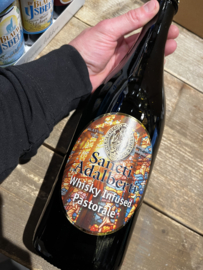 Sancti
Adalberti
Whisky Infused
Pastorale